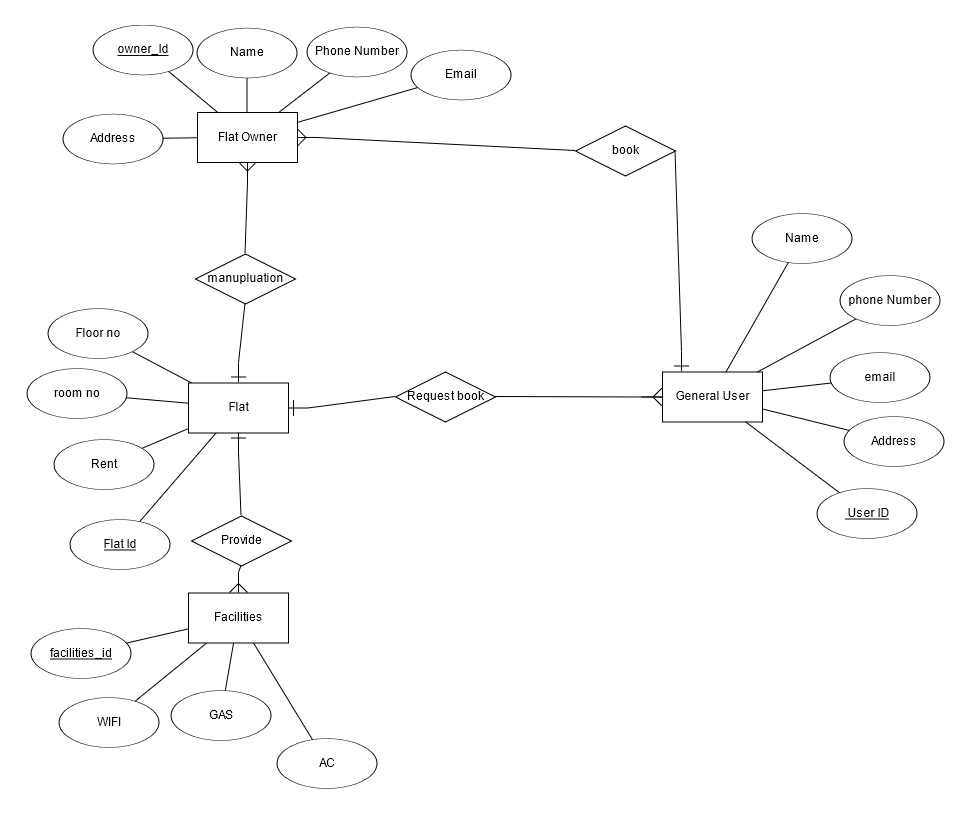 owner_Id
Name
Phone Number
Email
Address
Flat Owner
book
Name
manupluation
phone Number
Floor no
email
room no
Flat
Request book
General User
Address
Rent
User ID
Flat Id
Provide
Facilities
facilities_id
WIFI
GAS
AC